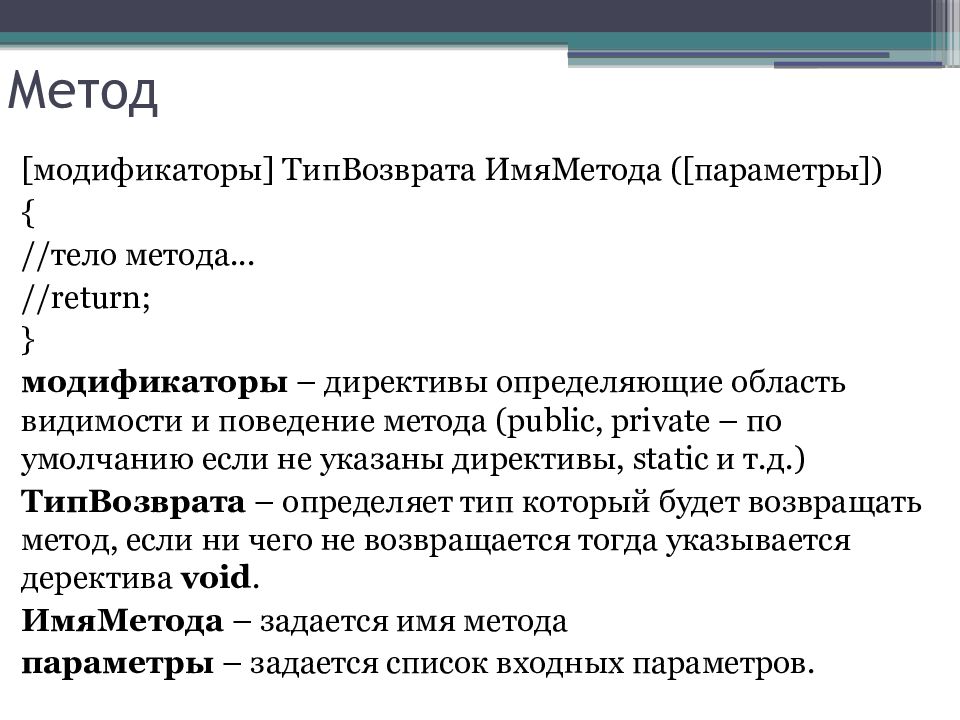 Метод
[модификаторы] ТипВозврата ИмяМетода ([параметры])
{
//тело метода...
//return;
}
модификаторы – директивы определяющие область
видимости и поведение метода (public, private – по
умолчанию если не указаны директивы, static и т.д.)
ТипВозврата – определяет тип который будет возвращать
метод, если ни чего не возвращается тогда указывается
деректива void.
ИмяМетода – задается имя метода
параметры – задается список входных параметров.